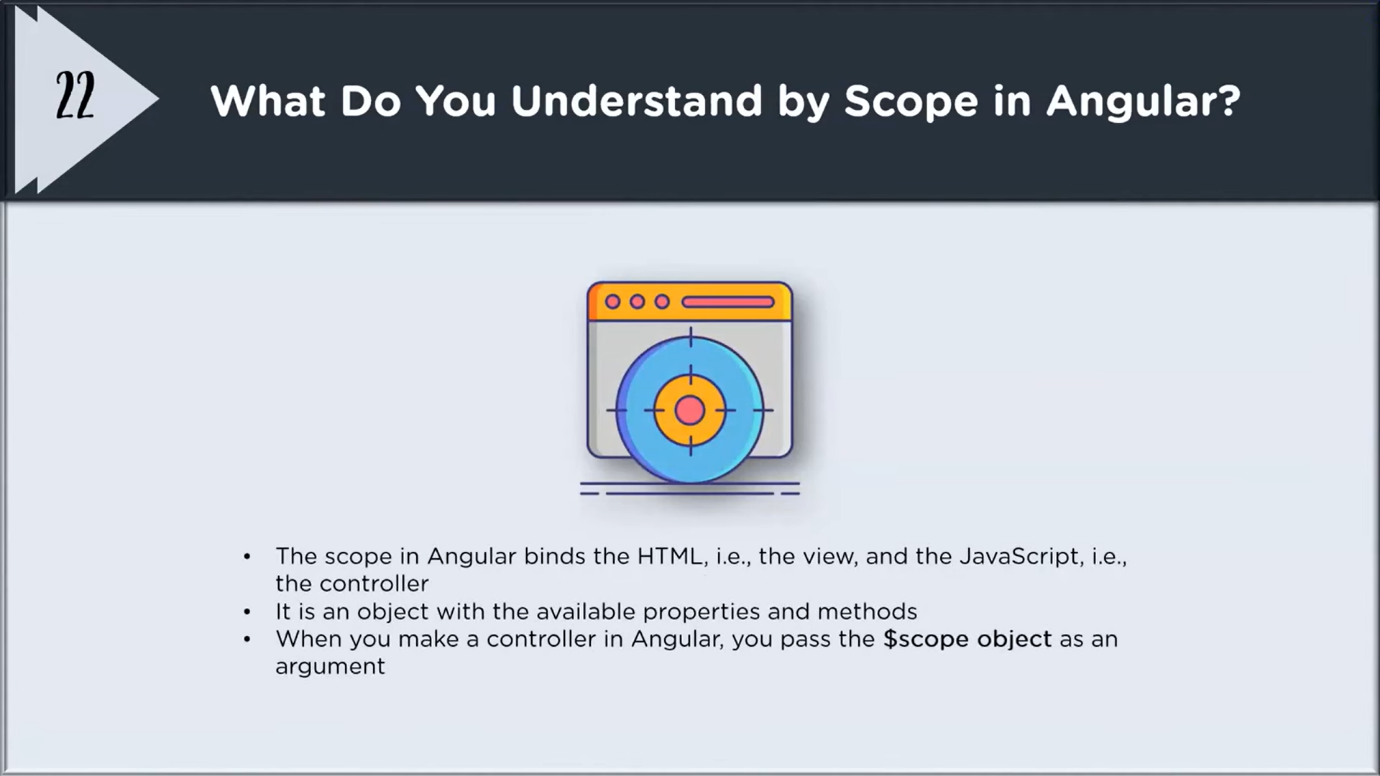 22
What Do You Understand by Scope in Angular?
• The scope in Angular binds the HTML, i.e., the view, and the JavaScript, i.e.,
the controller
• It is an object with the available properties and methods
• When you make a controller in Angular, you pass the $scope object as an
argument